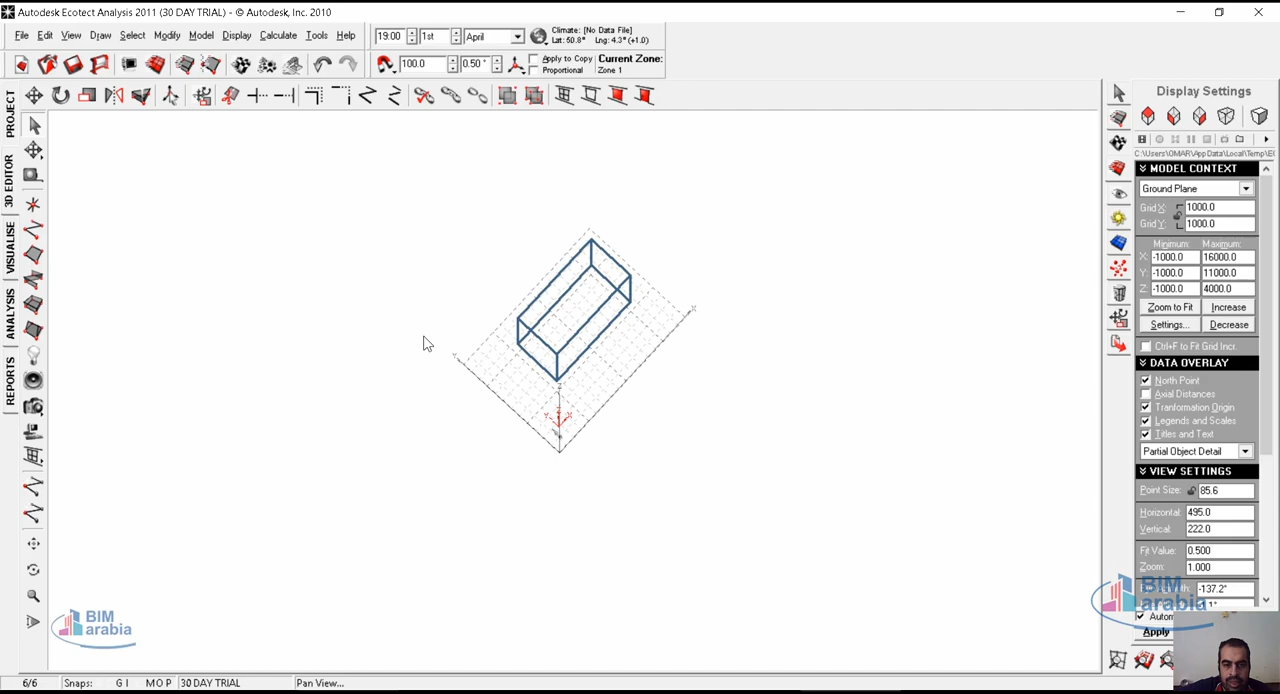 Autodesk Ecotect Analysis 2011 (30 DAY TRIAL) - © Autodesk, Inc. 2010
File Edit View Draw Select Modify Model Display Calculate Tools Help
19:00 1st April
Climate: [No Data File]
Lat: 50.8° Lng: 4.3° (+1.0)
100.0 0.50 °
Apply to Copy
Proportional
Current Zone:
Zone 1
PROJECT
3D EDITOR
VISUALISE
ANALYSIS
REPORTS
X
Y
Z
Display Settings
C:\Users\OMAR\AppData\Local\Temp\E
MODEL CONTEXT
Ground Plane
Grid X: 1000.0
Grid Y: 1000.0
Minimum: Maximum:
X: -1000.0 16000.0
Y: -1000.0 11000.0
Z: -1000.0 4000.0
Zoom to Fit Increase
Settings... Decrease
Ctrl+F to Fit Grid Incr.
DATA OVERLAY
North Point
Axial Distances
Tranformation Origin
Legends and Scales
Titles and Text
Partial Object Detail
VIEW SETTINGS
Point Size: 85.6
Horizontal: 495.0
Vertical: 222.0
Fit Value: 0.500
Zoom: 1.000
-137.2°
Apply
BIM
arabia
BIM
arabia
6/6 Snaps: G I M O P 30 DAY TRIAL Pan View...